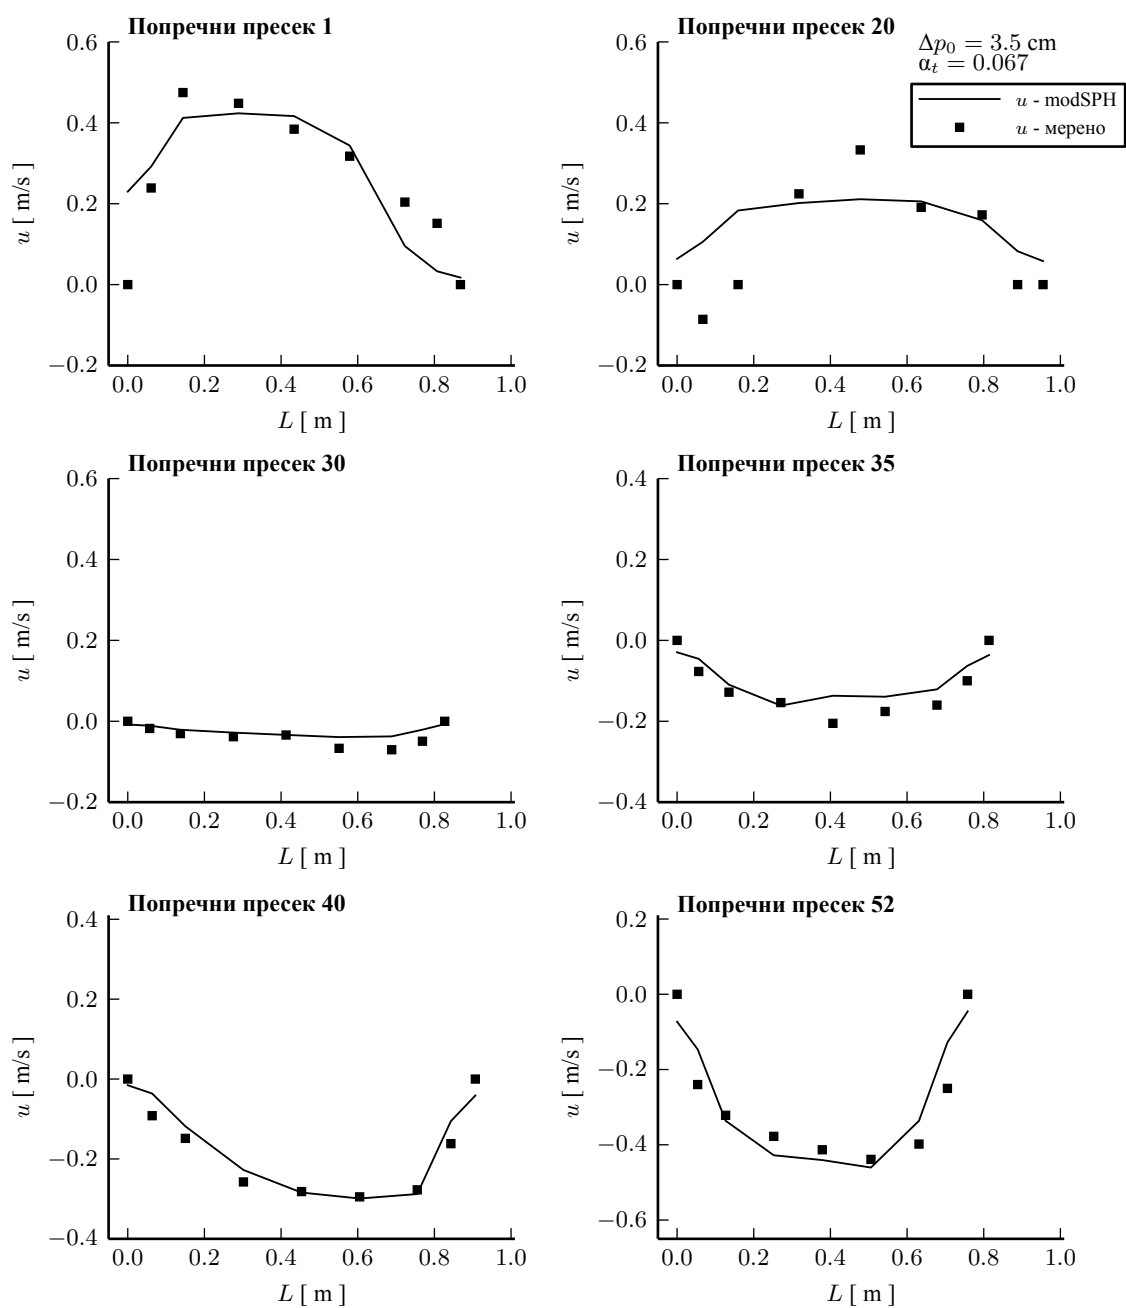 Попречни пресек 1
0.6
0.4
0.2
0.0
−0.2
u [ m/s ]
0.0 0.2 0.4 0.6 0.8 1.0
L [ m ]
Попречни пресек 20
Δp₀ = 3.5 cm
α_t = 0.067
u - modSPH
u - мерено
0.6
0.4
0.2
0.0
−0.2
u [ m/s ]
0.0 0.2 0.4 0.6 0.8 1.0
L [ m ]
Попречни пресек 30
0.6
0.4
0.2
0.0
−0.2
u [ m/s ]
0.0 0.2 0.4 0.6 0.8 1.0
L [ m ]
Попречни пресек 35
0.4
0.2
0.0
−0.2
−0.4
u [ m/s ]
0.0 0.2 0.4 0.6 0.8 1.0
L [ m ]
Попречни пресек 40
0.4
0.2
0.0
−0.2
−0.4
u [ m/s ]
0.0 0.2 0.4 0.6 0.8 1.0
L [ m ]
Попречни пресек 52
0.2
0.0
−0.2
−0.4
−0.6
u [ m/s ]
0.0 0.2 0.4 0.6 0.8 1.0
L [ m ]